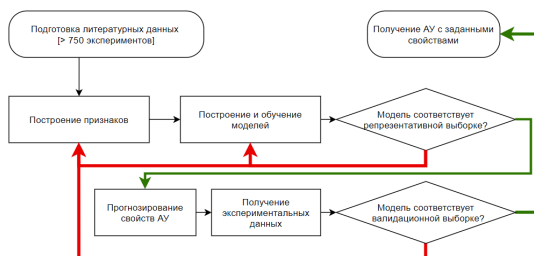 Подготовка литературных данных
[> 750 экспериментов]
Получение АУ с заданными
свойствами
Построение признаков
Построение и обучение
моделей
Модель соответствует
репрезентативной выборке?
Прогнозирование
свойств АУ
Получение
экспериментальных
данных
Модель соответствует
валидационной выборке?